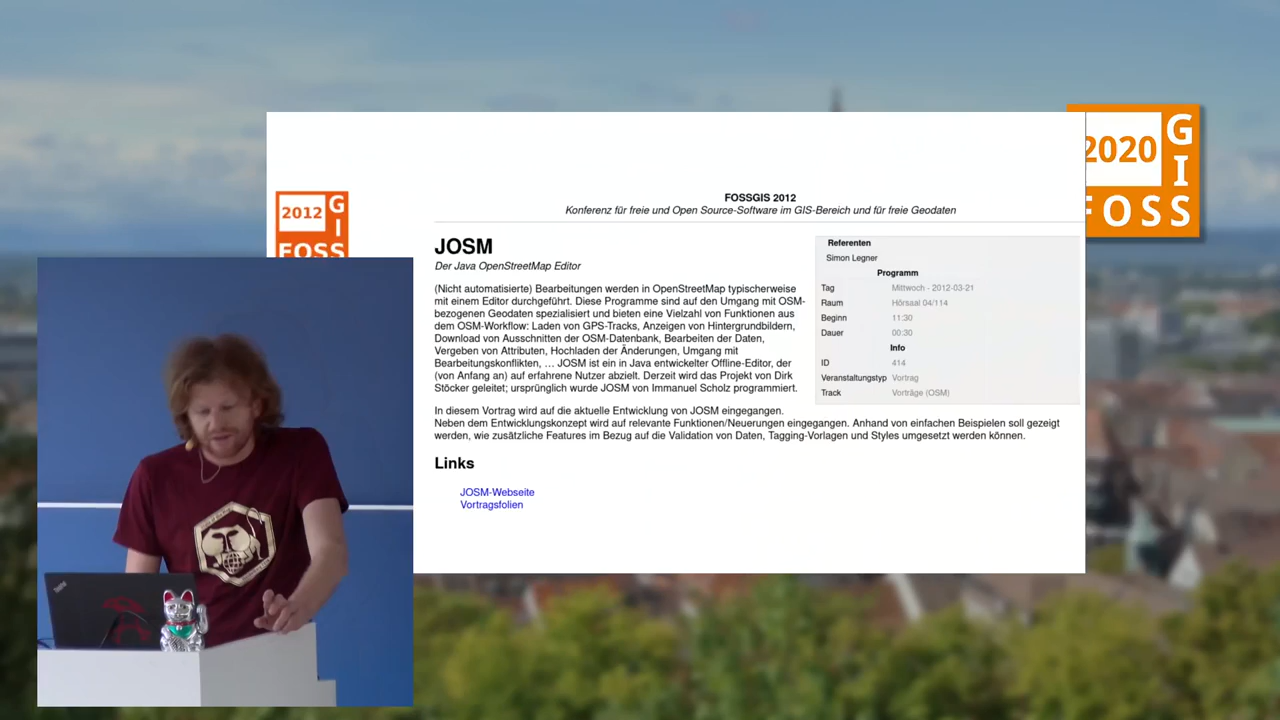 2020
G
I
FOSS
2012
G
I
FOSS
FOSSGIS 2012
Konferenz für freie und Open Source-Software im GIS-Bereich und für freie Geodaten
JOSM
Der Java OpenStreetMap Editor
(Nicht automatisierte) Bearbeitungen werden in OpenStreetMap typischerweise
mit einem Editor durchgeführt. Diese Programme sind auf den Umgang mit OSM-
bezogenen Geodaten spezialisiert und bieten eine Vielzahl von Funktionen aus
dem OSM-Workflow: Laden von GPS-Tracks, Anzeigen von Hintergrundbildern,
Download von Ausschnitten der OSM-Datenbank, Bearbeiten der Daten,
Vergeben von Attributen, Hochladen der Änderungen, Umgang mit
Bearbeitungskonflikten, … JOSM ist ein in Java entwickelter Offline-Editor, der
(von Anfang an) auf erfahrene Nutzer abzielt. Derzeit wird das Projekt von Dirk
Stöcker geleitet; ursprünglich wurde JOSM von Immanuel Scholz programmiert.
In diesem Vortrag wird auf die aktuelle Entwicklung von JOSM eingegangen.
Neben dem Entwicklungskonzept wird auf relevante Funktionen/Neuerungen eingegangen. Anhand von einfachen Beispielen soll gezeigt
werden, wie zusätzliche Features im Bezug auf die Validation von Daten, Tagging-Vorlagen und Styles umgesetzt werden können.
Links
JOSM-Webseite
Vortragsfolien
Referenten
Simon Legner
Programm
Tag Mittwoch - 2012-03-21
Raum Hörsaal 04/114
Beginn 11:30
Dauer 00:30
Info
ID 414
Veranstaltungstyp Vortrag
Track Vorträge (OSM)
ThinkPad